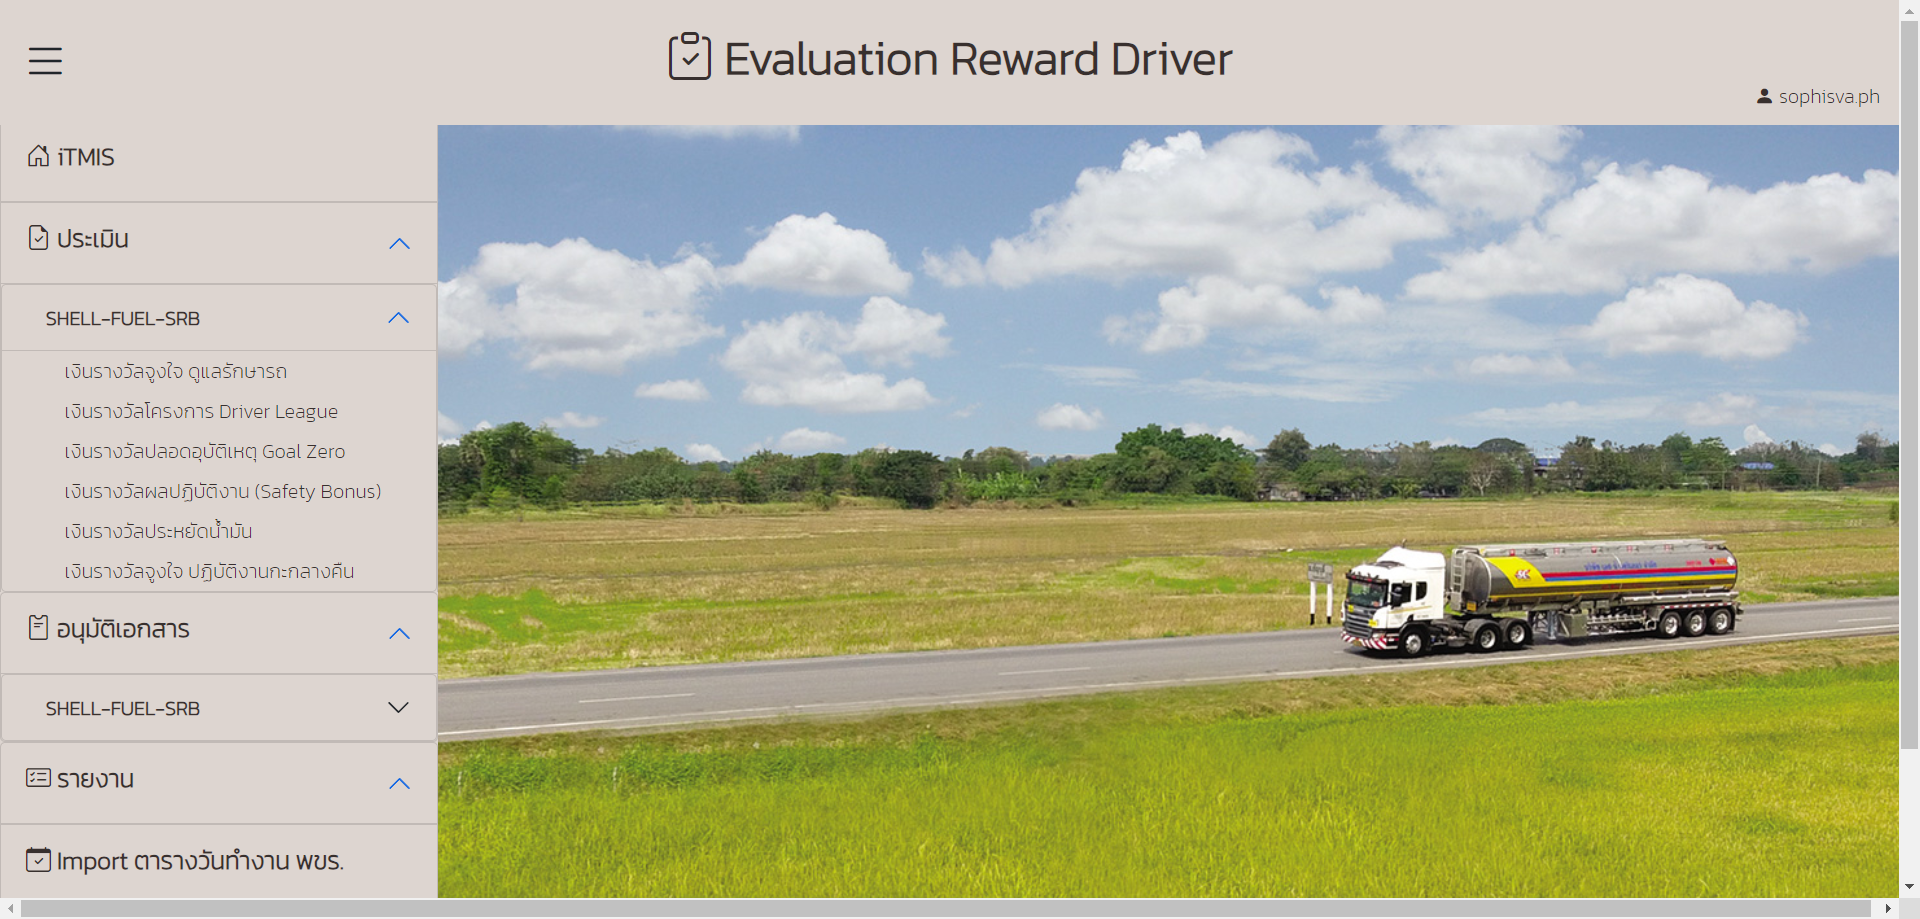 Evaluation Reward Driver
sophisva.ph
iTMIS
ประเมิน
SHELL-FUEL-SRB
เงินรางวัลจูงใจ ดูแลรักษารถ
เงินรางวัลโครงการ Driver League
เงินรางวัลปลอดอุบัติเหตุ Goal Zero
เงินรางวัลผลปฏิบัติงาน (Safety Bonus)
เงินรางวัลประหยัดน้ำมัน
เงินรางวัลจูงใจ ปฏิบัติงานกะกลางคืน
อนุมัติเอกสาร
SHELL-FUEL-SRB
รายงาน
Import ตารางวันทำงาน พขร.